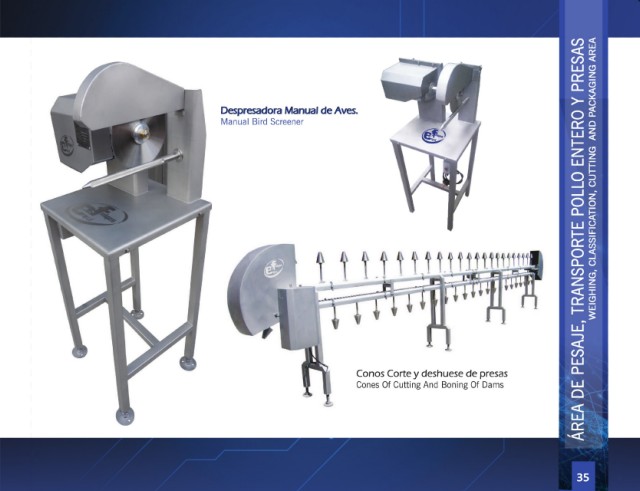 Despresadora Manual de Aves.
Manual Bird Screener
Conos Corte y deshuese de presas
Cones Of Cutting And Boning Of Dams
ÁREA DE PESAJE, TRANSPORTE POLLO ENTERO Y PRESAS
WEIGHING, CLASSIFICATION, CUTTING AND PACKAGING AREA
35